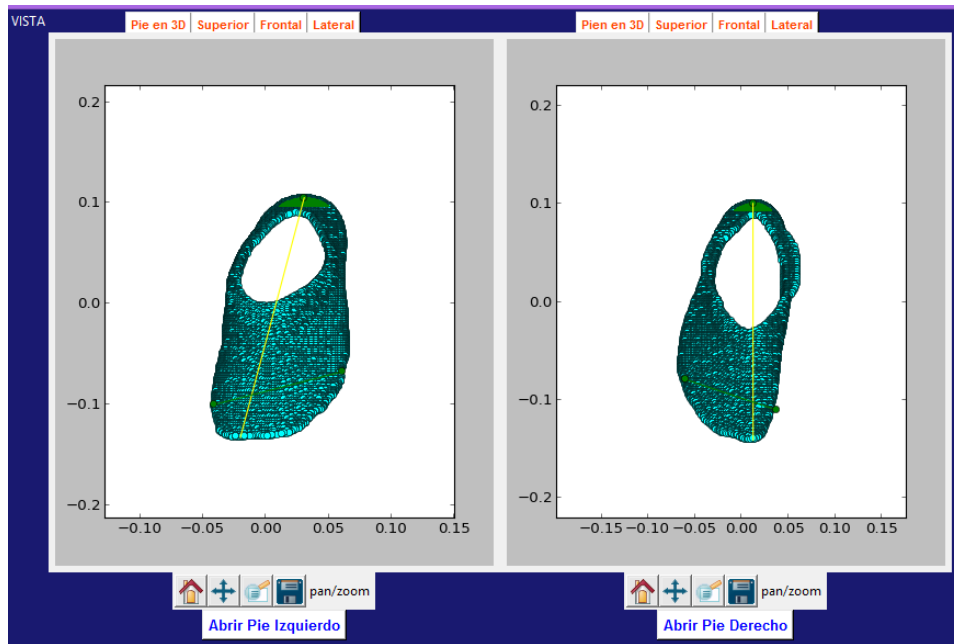 VISTA
Pie en 3D Superior Frontal Lateral
Pien en 3D Superior Frontal Lateral
0.2
0.1
0.0
−0.1
−0.2
−0.10 −0.05 0.00 0.05 0.10 0.15
0.2
0.1
0.0
−0.1
−0.2
−0.15 −0.10 −0.05 0.00 0.05 0.10 0.15
pan/zoom
pan/zoom
Abrir Pie Izquierdo
Abrir Pie Derecho